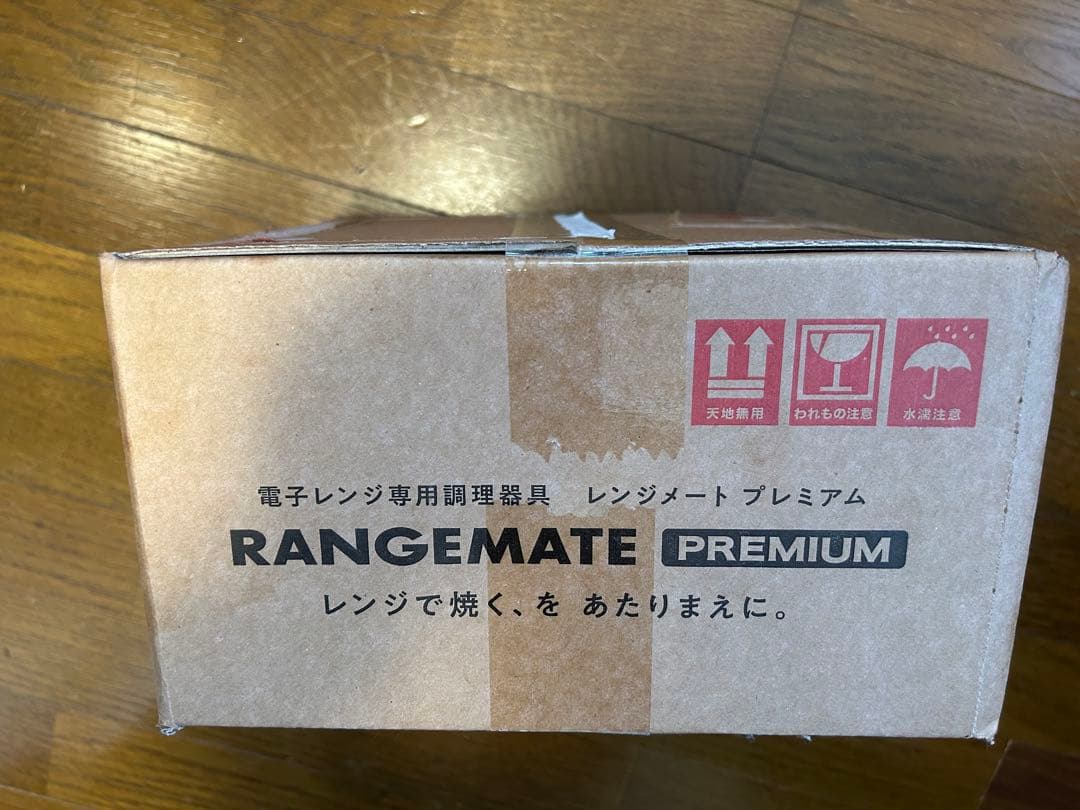 天地無用
われもの注意
水濡注意
電子レンジ専用調理器具 レンジメート プレミアム
RANGEMATE PREMIUM
レンジで焼く、を あたりまえに。